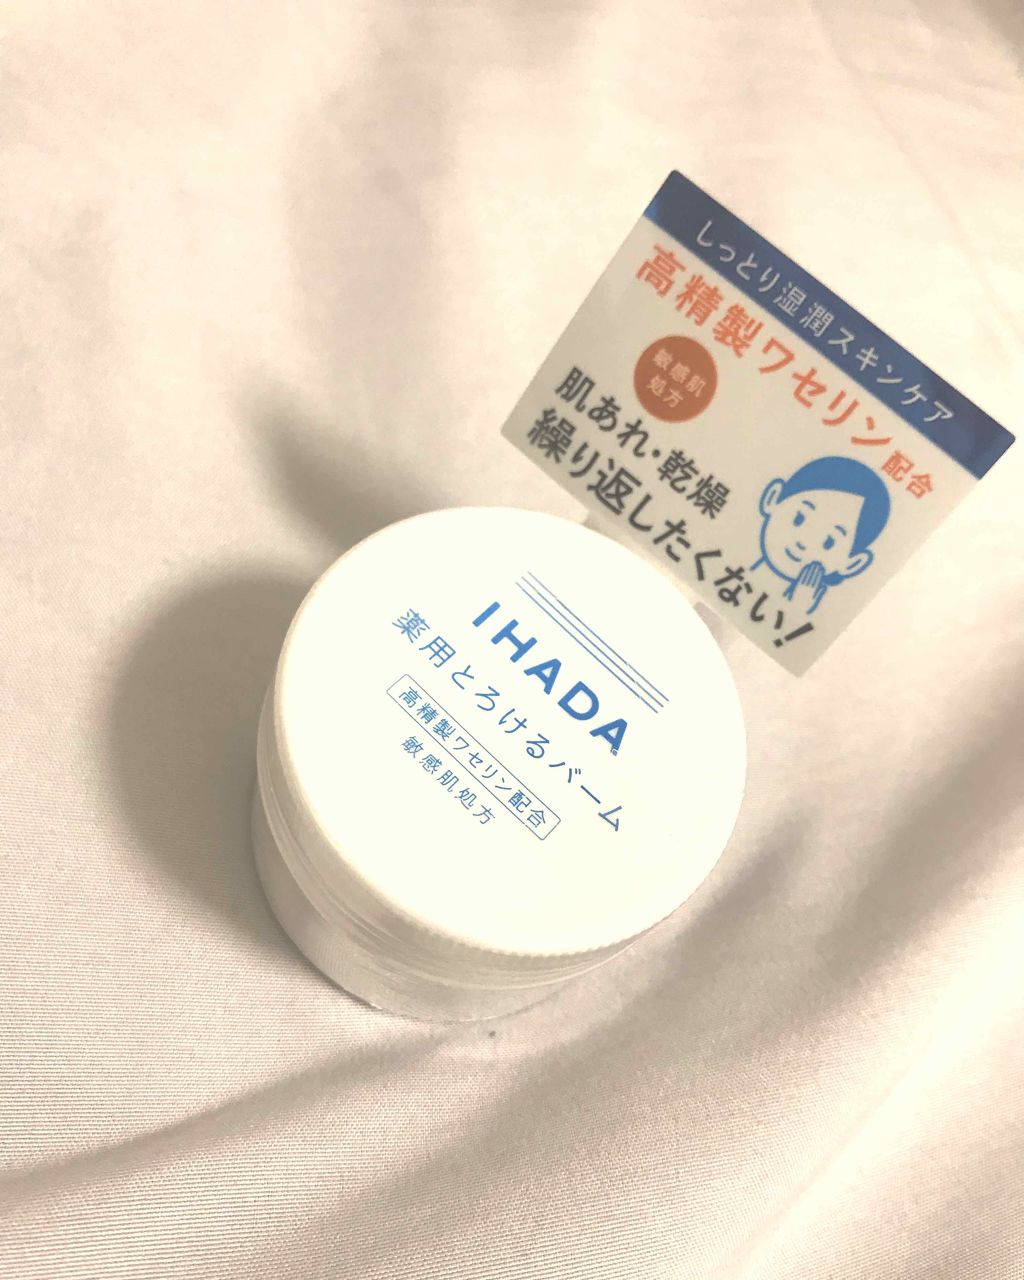 しっとり湿潤スキンケア
高精製ワセリン配合
敏感肌
処方
肌あれ・乾燥
繰り返したくない!
IHADA
薬用とろけるバーム
高精製ワセリン配合
敏感肌処方